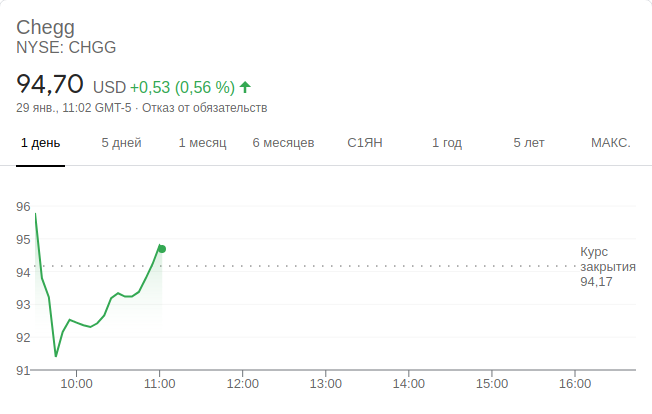 Chegg
NYSE: CHGG
94,70 USD +0,53 (0,56 %)
29 янв., 11:02 GMT-5 · Отказ от обязательств
1 день 5 дней 1 месяц 6 месяцев С1ЯН 1 год 5 лет МАКС.
96
95
94
93
92
91
Курс
закрытия
94,17
10:00 11:00 12:00 13:00 14:00 15:00 16:00